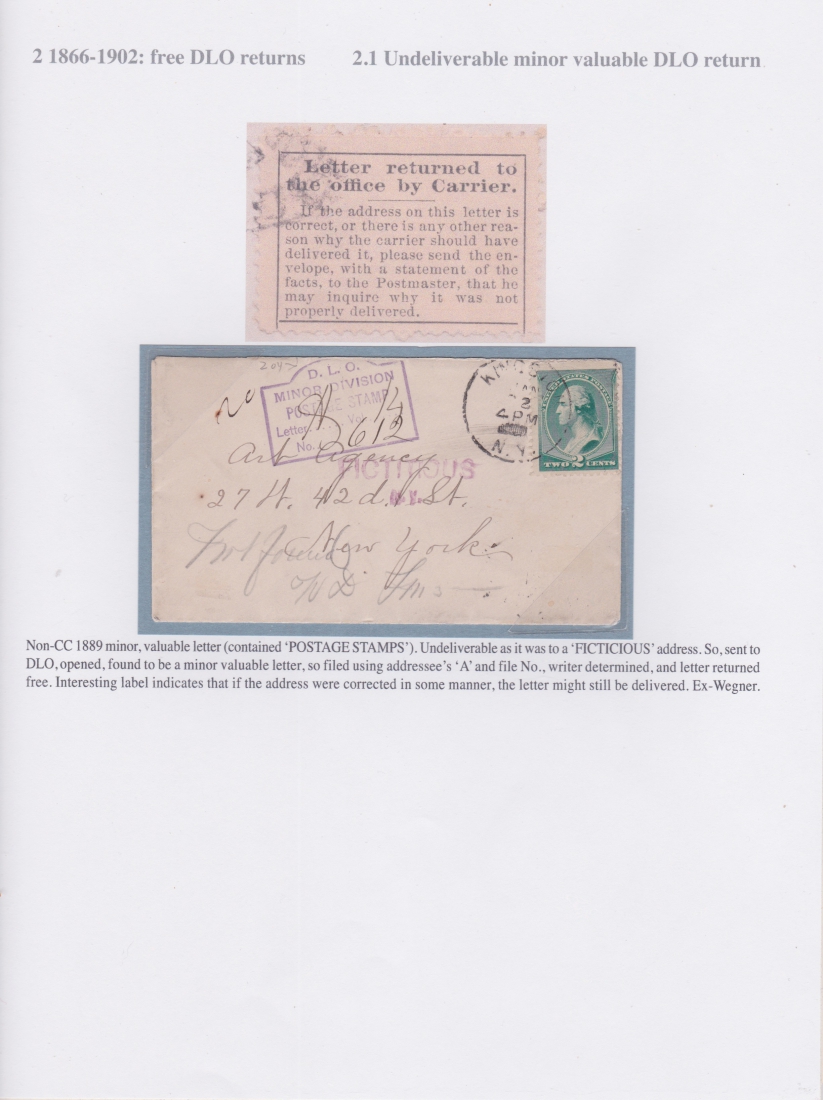 2 1866-1902: free DLO returns 2.1 Undeliverable minor valuable DLO return
Letter returned to
the office by Carrier.
If the address on this letter is
correct, or there is any other rea-
son why the carrier should have
delivered it, please send the en-
velope, with a statement of the
facts, to the Postmaster, that he
may inquire why it was not
properly delivered.
D. L. O.
MINOR DIVISION
POSTAGE STAMP
Letter
No.
A
612
JAN
2
4 PM
N. Y.
TWO 2 CENTS
Art Agency
FICTITIOUS
27 W. 42d. St.
New York
Non-CC 1889 minor, valuable letter (contained ‘POSTAGE STAMPS’). Undeliverable as it was to a ‘FICTICIOUS’ address. So, sent to
DLO, opened, found to be a minor valuable letter, so filed using addressee’s ‘A’ and file No., writer determined, and letter returned
free. Interesting label indicates that if the address were corrected in some manner, the letter might still be delivered. Ex-Wegner.